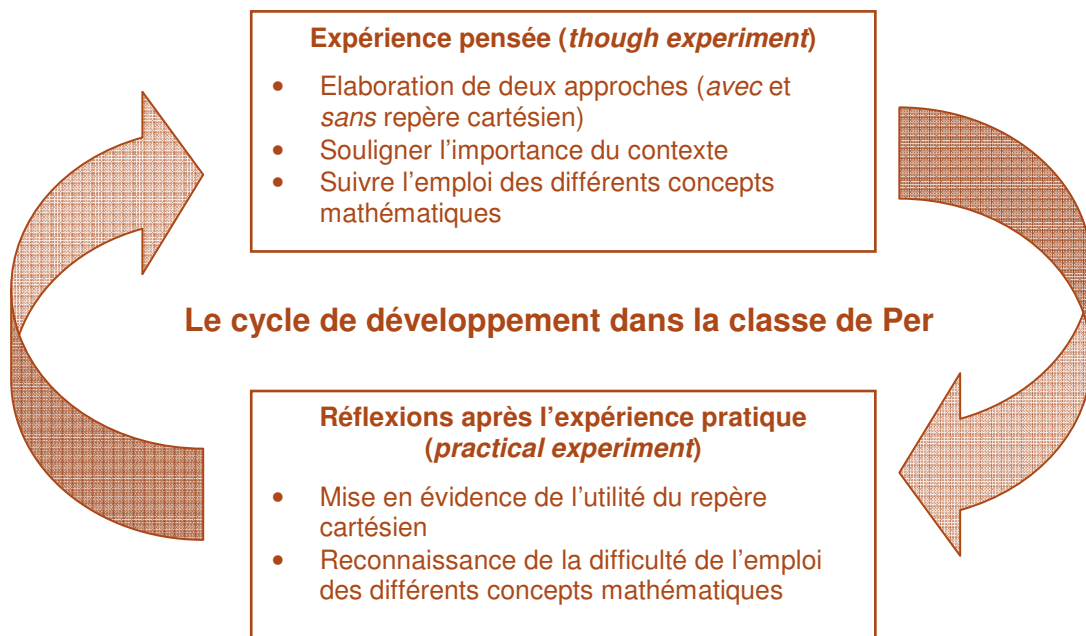 Expérience pensée (though experiment)
• Elaboration de deux approches (avec et
sans repère cartésien)
• Souligner l'importance du contexte
• Suivre l'emploi des différents concepts
mathématiques
Le cycle de développement dans la classe de Per
Réflexions après l'expérience pratique
(practical experiment)
• Mise en évidence de l'utilité du repère
cartésien
• Reconnaissance de la difficulté de l'emploi
des différents concepts mathématiques